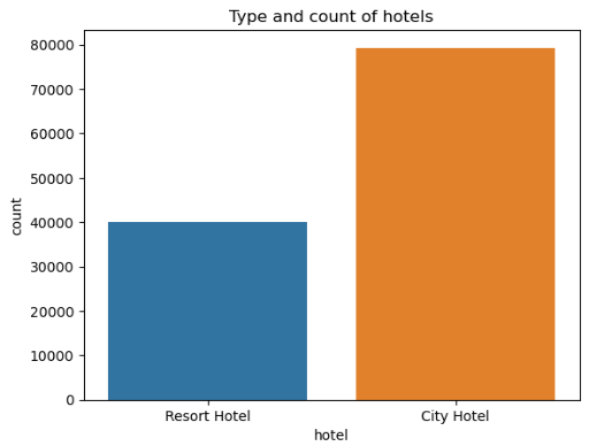 Type and count of hotels
80000
70000
60000
50000
40000
30000
20000
10000
0
count
Resort Hotel City Hotel
hotel